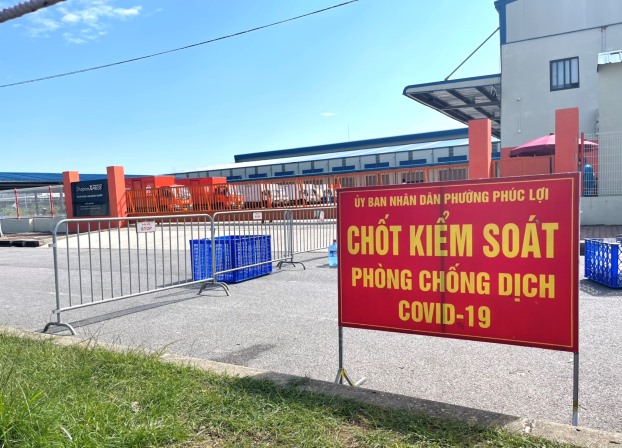 ỦY BAN NHÂN DÂN PHƯỜNG PHÚC LỢI
CHỐT KIỂM SOÁT
PHÒNG CHỐNG DỊCH
COVID-19